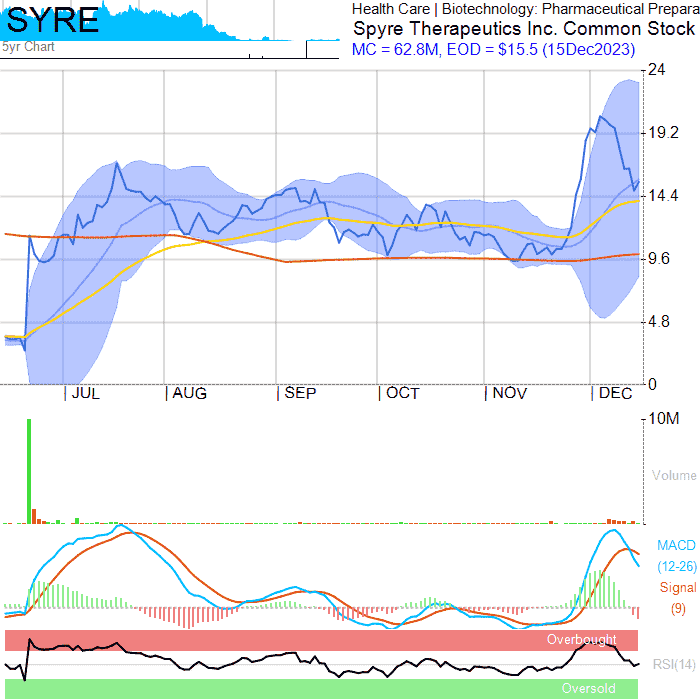 SYRE
5yr Chart
Health Care | Biotechnology: Pharmaceutical Prepara
Spyre Therapeutics Inc. Common Stock
MC = 62.8M, EOD = $15.5 (15Dec2023)
24
19.2
14.4
9.6
4.8
0
JUL AUG SEP OCT NOV DEC
10M
Volume
MACD
(12-26)
Signal
(9)
Overbought
RSI(14)
Oversold